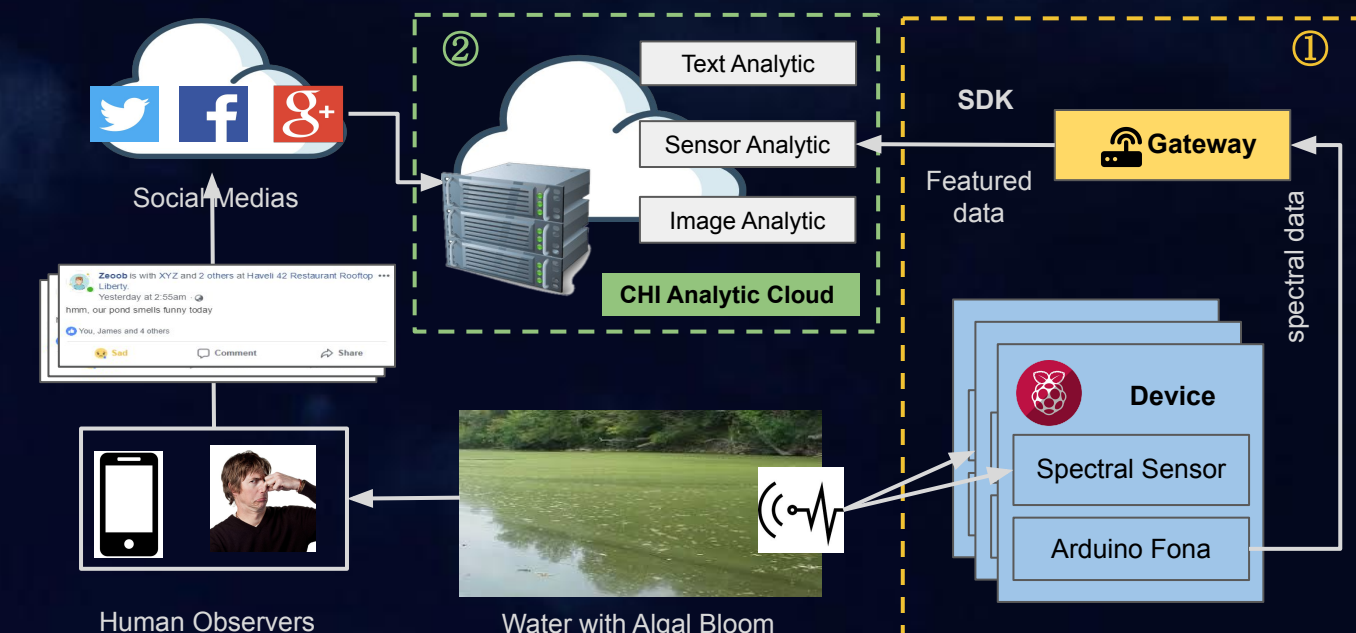 ②
Text Analytic
Sensor Analytic
Image Analytic
CHI Analytic Cloud
①
SDK
Gateway
Featured
data
spectral data
Device
Spectral Sensor
Arduino Fona
Social Medias
Zeoob is with XYZ and 2 others at Haveli 42 Restaurant Rooftop
Liberty.
Yesterday at 2:55am
hmm, our pond smells funny today
You, James and 4 others
Sad
Comment
Share
Human Observers
Water with Algal Bloom